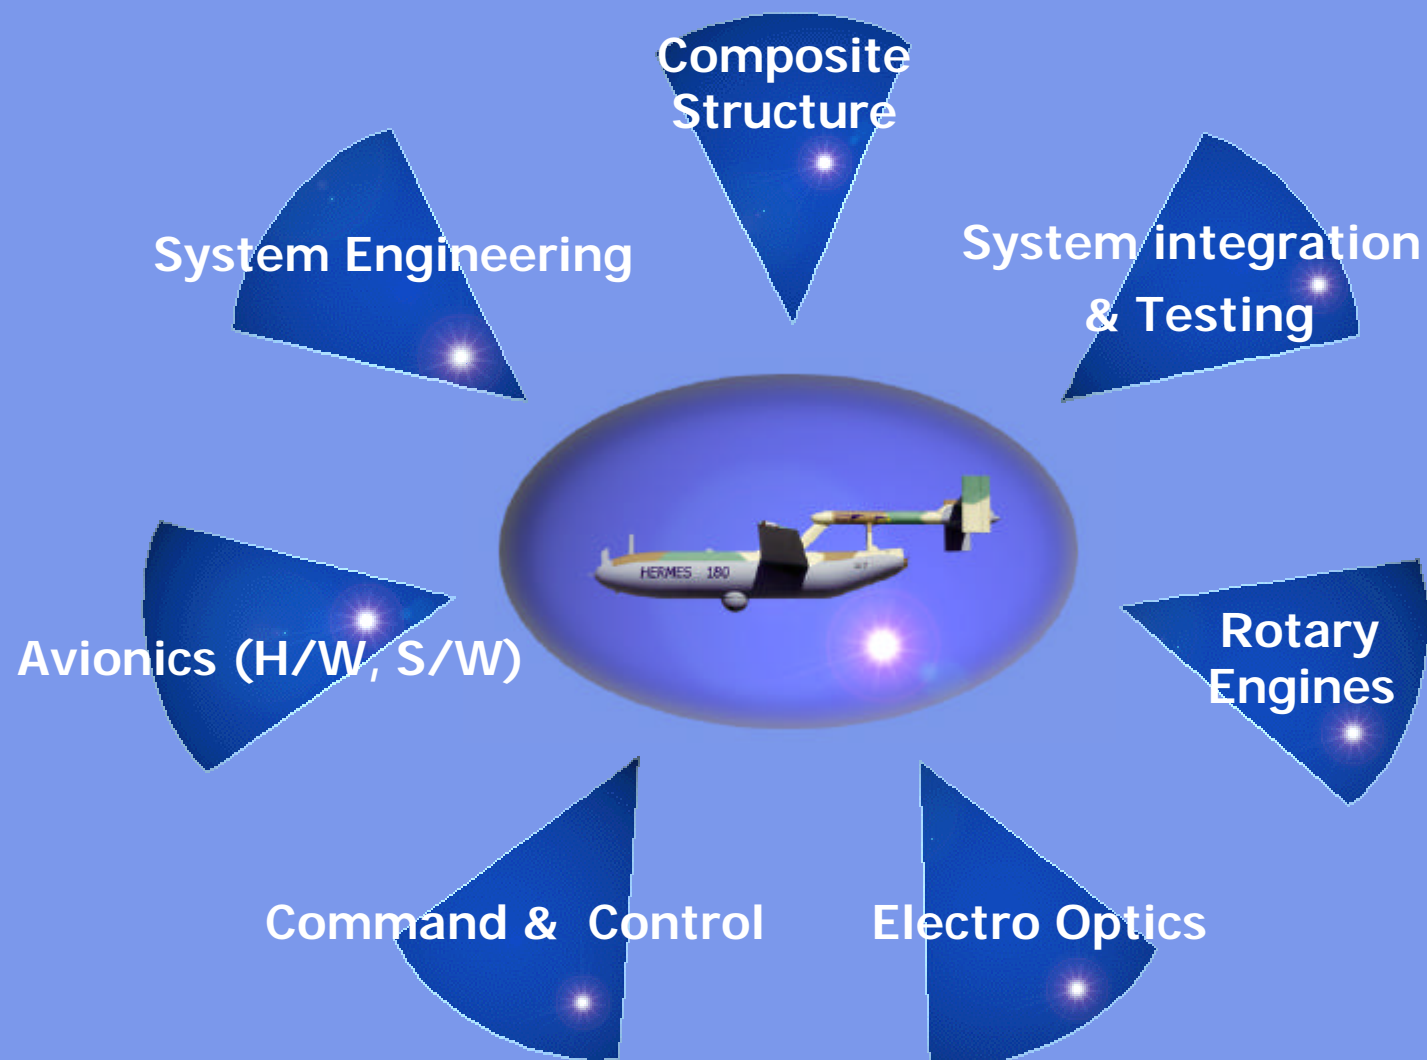 Composite
Structure
System Engineering
System integration
& Testing
HERMES 180
Avionics (H/W, S/W)
Rotary
Engines
Command & Control
Electro Optics